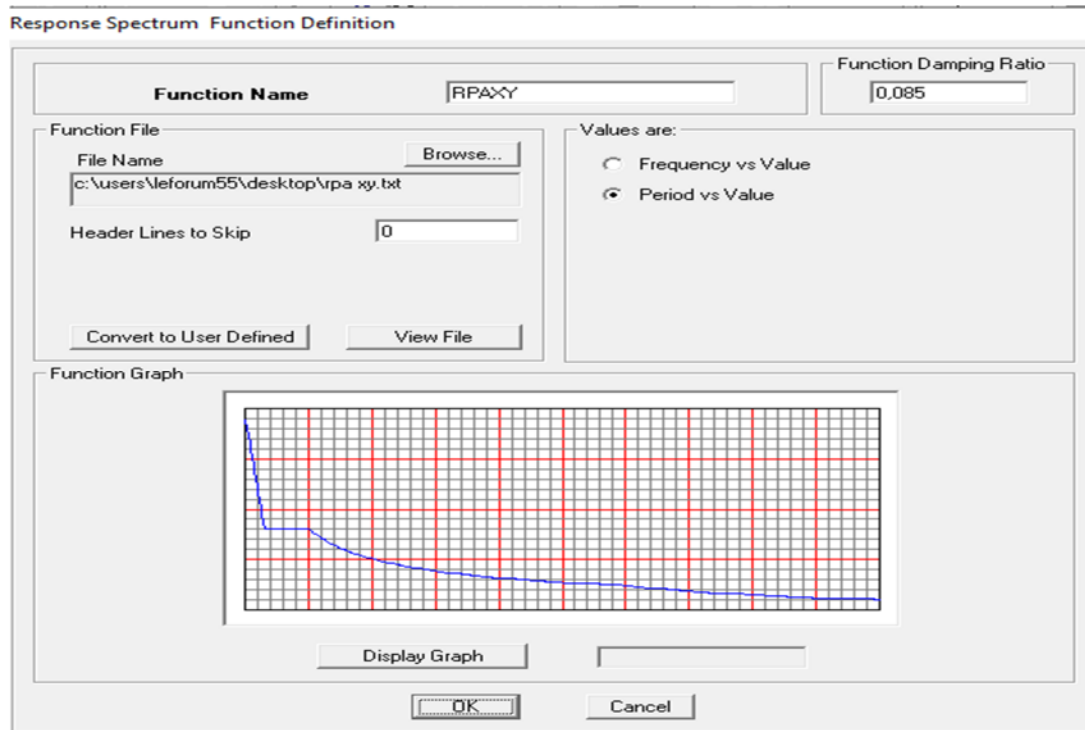 Response Spectrum  Function Definition
Function Damping Ratio
Function Name
RPAXY
0,085
Function File
Values are:
File Name
Browse...
c:\users\leforum55\desktop\rpa xy.txt
Frequency vs Value
Period vs Value
Header Lines to Skip
0
Convert to User Defined
View File
Function Graph
Display Graph
OK
Cancel